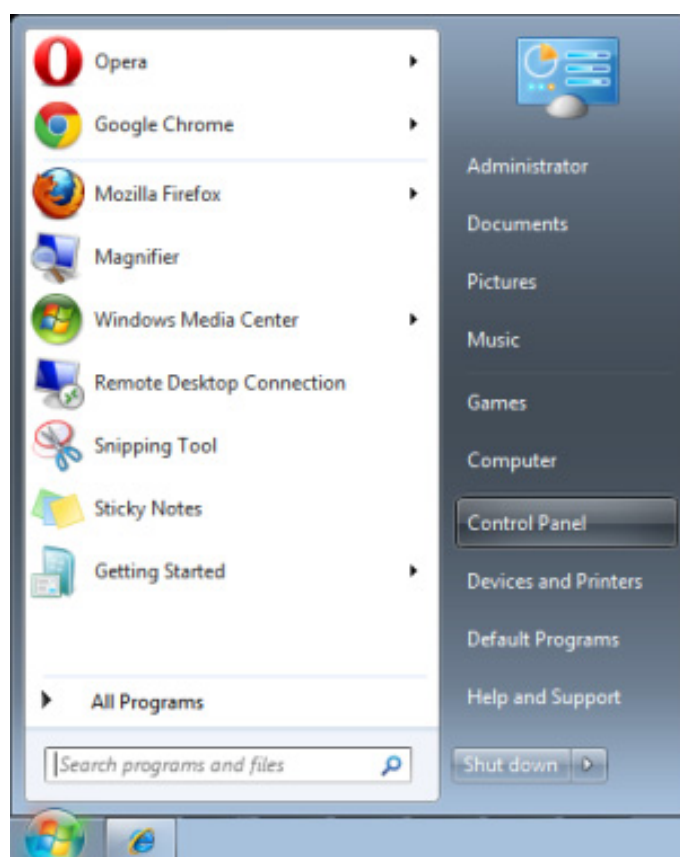 Opera
Google Chrome
Mozilla Firefox
Magnifier
Windows Media Center
Remote Desktop Connection
Snipping Tool
Sticky Notes
Getting Started
All Programs
Search programs and files
Administrator
Documents
Pictures
Music
Games
Computer
Control Panel
Devices and Printers
Default Programs
Help and Support
Shut down